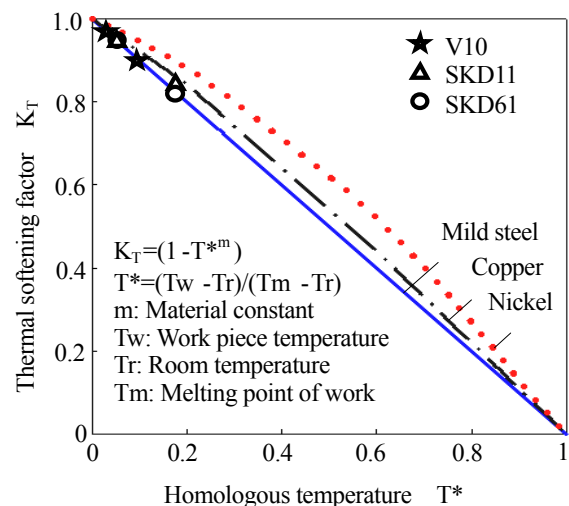 1.0
0.8
0.6
0.4
0.2
0
0
0.2
0.4
0.6
0.8
1
Thermal softening factor K_T
Homologous temperature T*
V10
SKD11
SKD61
Mild steel
Copper
Nickel
K_T=(1 -T*^m)
T*=(Tw -Tr)/(Tm -Tr)
m: Material constant
Tw: Work piece temperature
Tr: Room temperature
Tm: Melting point of work